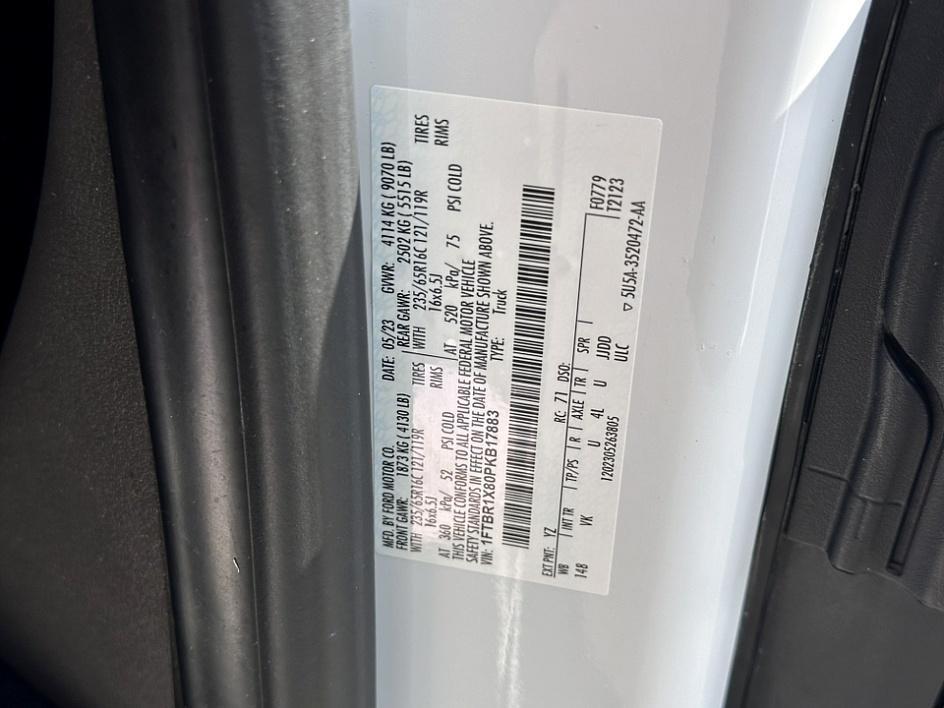 MFD. BY FORD MOTOR CO. DATE: 05/23 GVWR: 4114 KG ( 9070 LB)
FRONT GAWR: 1873 KG ( 4130 LB) REAR GAWR: 2502 KG ( 5515 LB)
WITH 235/65R16C 121/119R TIRES WITH 235/65R16C 121/119R TIRES
16x6.5J RIMS 16x6.5J RIMS
AT 360 kPa/ 52 PSI COLD AT 520 kPa/ 75 PSI COLD
THIS VEHICLE CONFORMS TO ALL APPLICABLE FEDERAL MOTOR VEHICLE
SAFETY STANDARDS IN EFFECT ON THE DATE OF MANUFACTURE SHOWN ABOVE.
VIN: 1FTBR1X80PKB17883 TYPE: Truck
EXT PNT: YZ RC: 71 DSO:
WB INT TR TP/PS R AXLE TR SPR F0779
14B VK U 4L U JJDD T2123
1202305263805 ULC 5U5A-3520472-AA